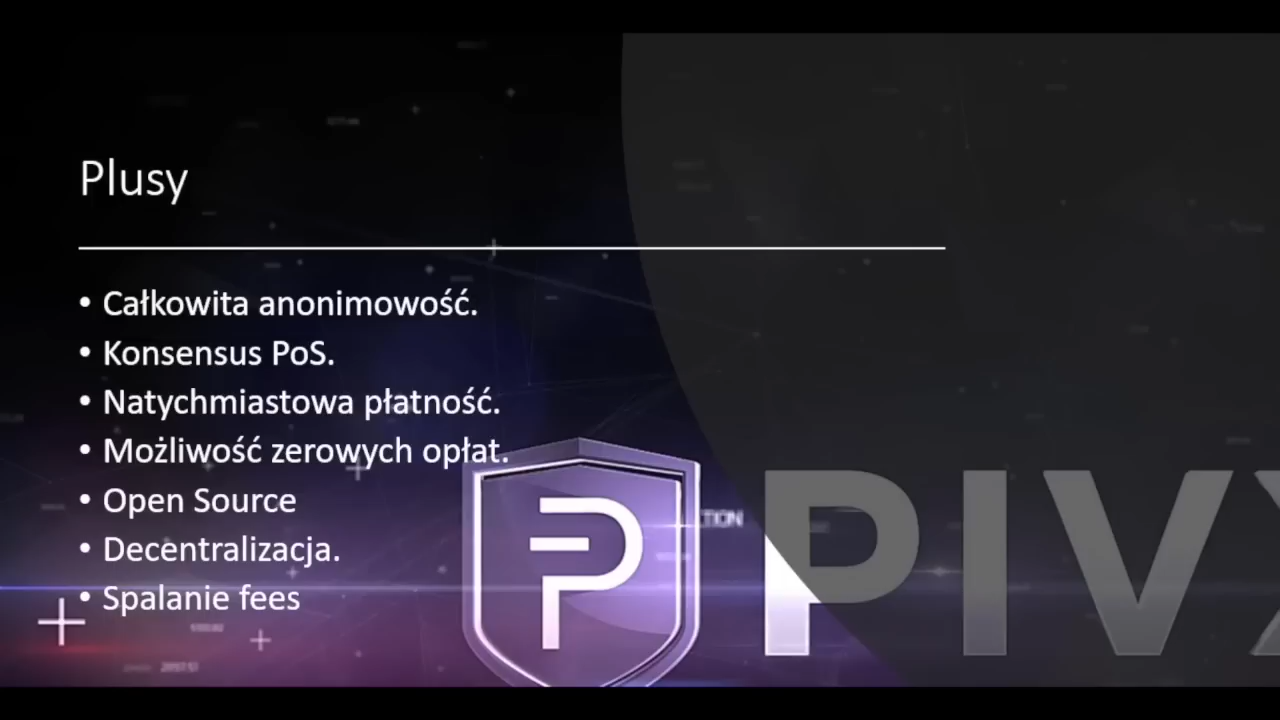 Plusy
• Całkowita anonimowość.
• Konsensus PoS.
• Natychmiastowa płatność.
• Możliwość zerowych opłat.
• Open Source
• Decentralizacja.
• Spalanie fees
PIVX